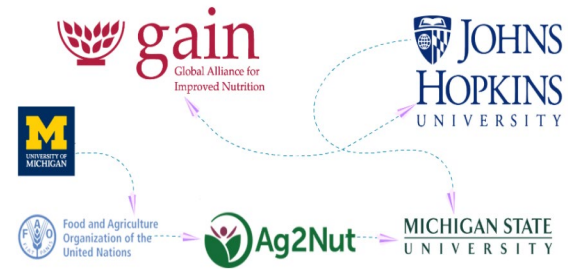 gain
Global Alliance for
Improved Nutrition
JOHNS
HOPKINS
UNIVERSITY
M
UNIVERSITY OF
MICHIGAN
F A O
Food and Agriculture
Organization of the
United Nations
Ag2Nut
MICHIGAN STATE
UNIVERSITY